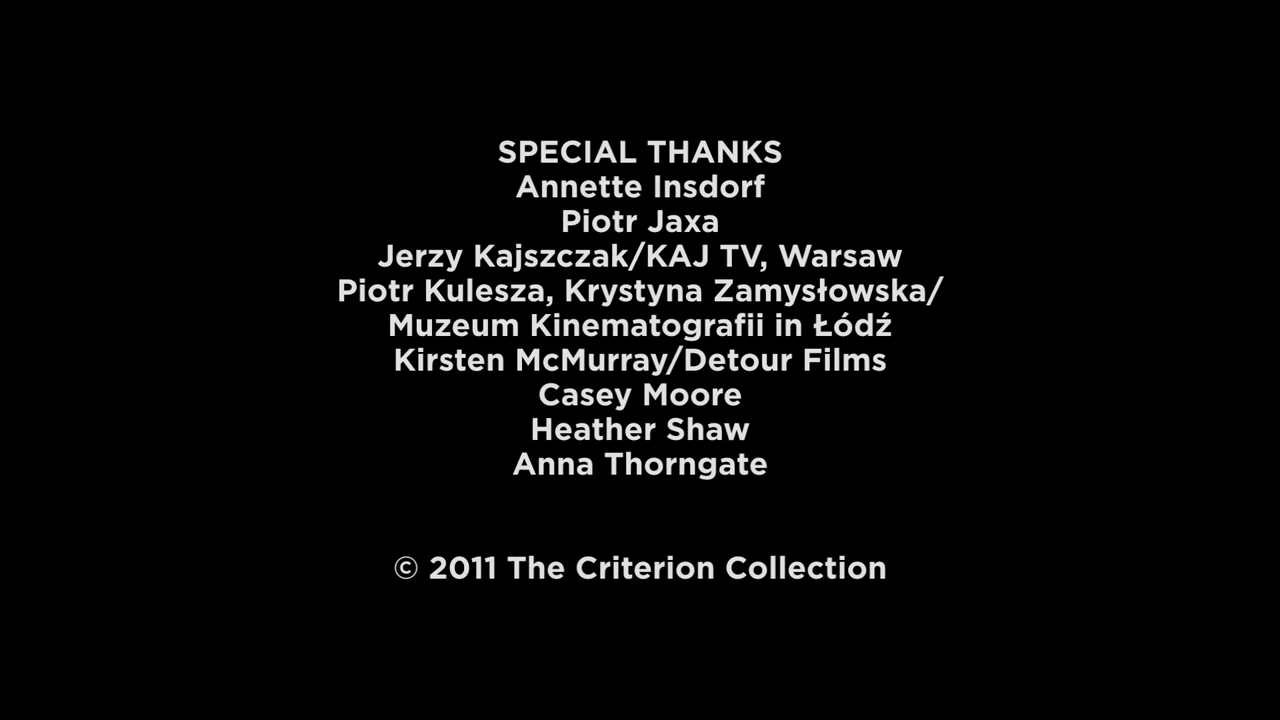 SPECIAL THANKS
Annette Insdorf
Piotr Jaxa
Jerzy Kajszczak/KAJ TV, Warsaw
Piotr Kulesza, Krystyna Zamysłowska/
Muzeum Kinematografii in Łódź
Kirsten McMurray/Detour Films
Casey Moore
Heather Shaw
Anna Thorngate
© 2011 The Criterion Collection